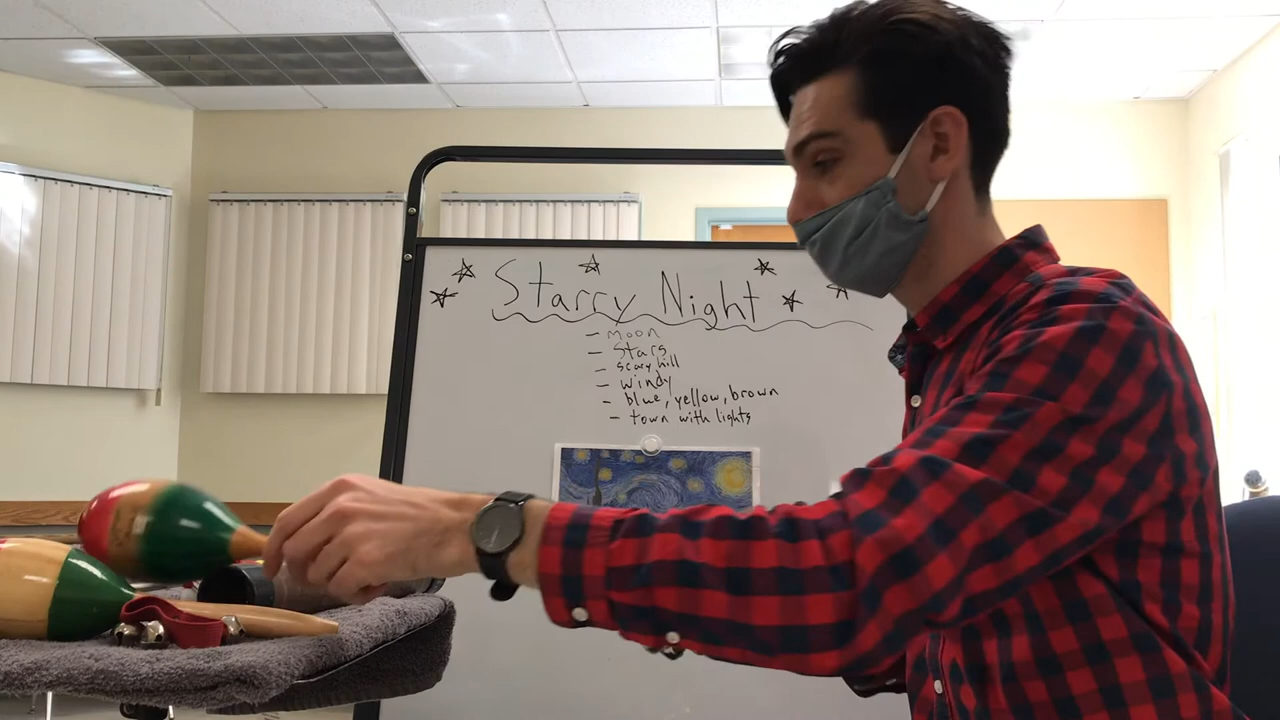 Starry Night
- Moon
- Stars
- scary hill
- windy
- blue, yellow, brown
- town with lights